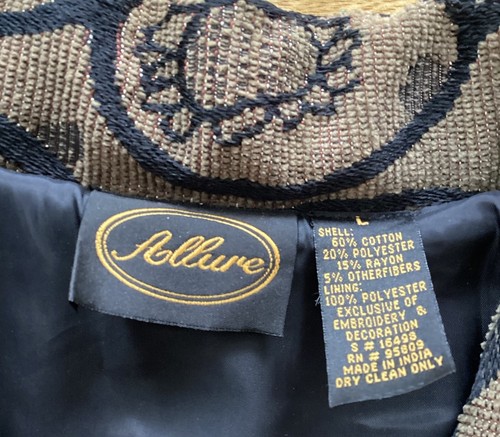 Allure
L
SHELL:
60% COTTON
20% POLYESTER
15% RAYON
5% OTHERFIBERS
LINING:
100% POLYESTER
EXCLUSIVE OF
EMBROIDERY &
DECORATION
S # 16498
RN # 95809
MADE IN INDIA
DRY CLEAN ONLY